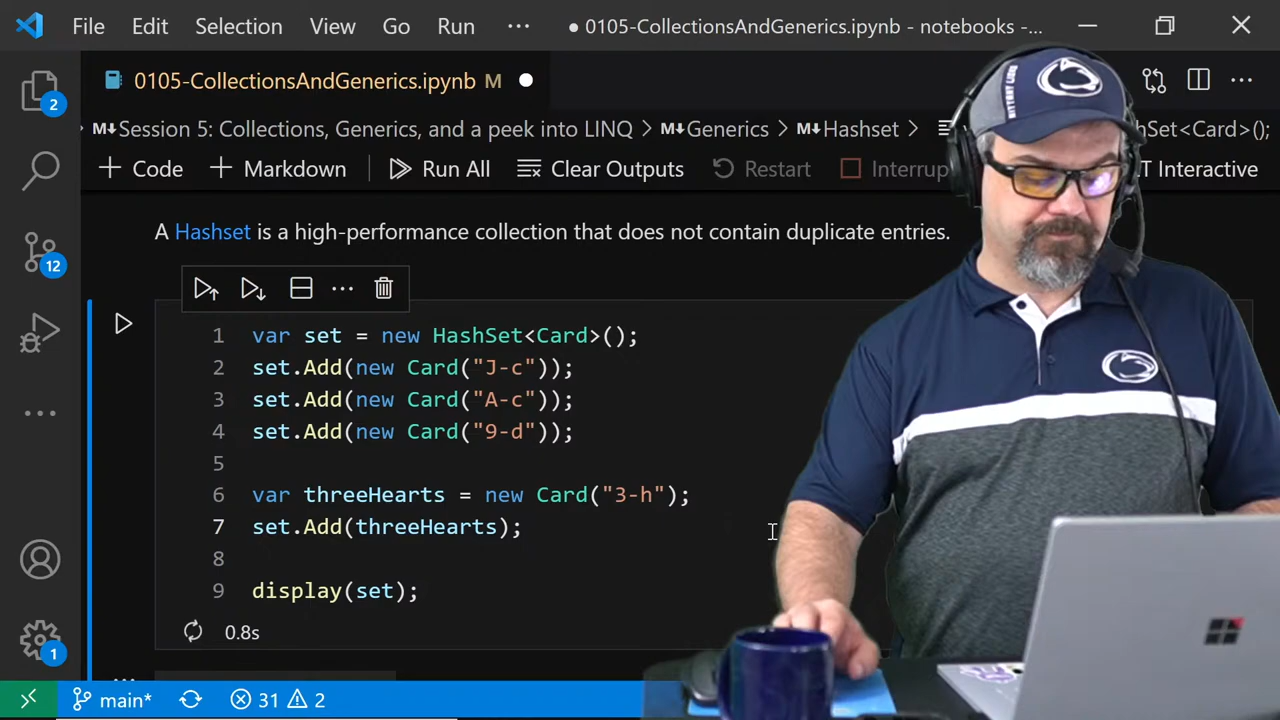 File Edit Selection View Go Run ··· ● 0105-CollectionsAndGenerics.ipynb - notebooks -...
0105-CollectionsAndGenerics.ipynb M
Session 5: Collections, Generics, and a peek into LINQ > Generics > Hashset > hSet<Card>();
+ Code + Markdown Run All Clear Outputs Restart Interrup T Interactive
A Hashset is a high-performance collection that does not contain duplicate entries.
1 var set = new HashSet<Card>();
2 set.Add(new Card("J-c"));
3 set.Add(new Card("A-c"));
4 set.Add(new Card("9-d"));
5
6 var threeHearts = new Card("3-h");
7 set.Add(threeHearts);
8
9 display(set);
0.8s
2
12
1
main* 31 2